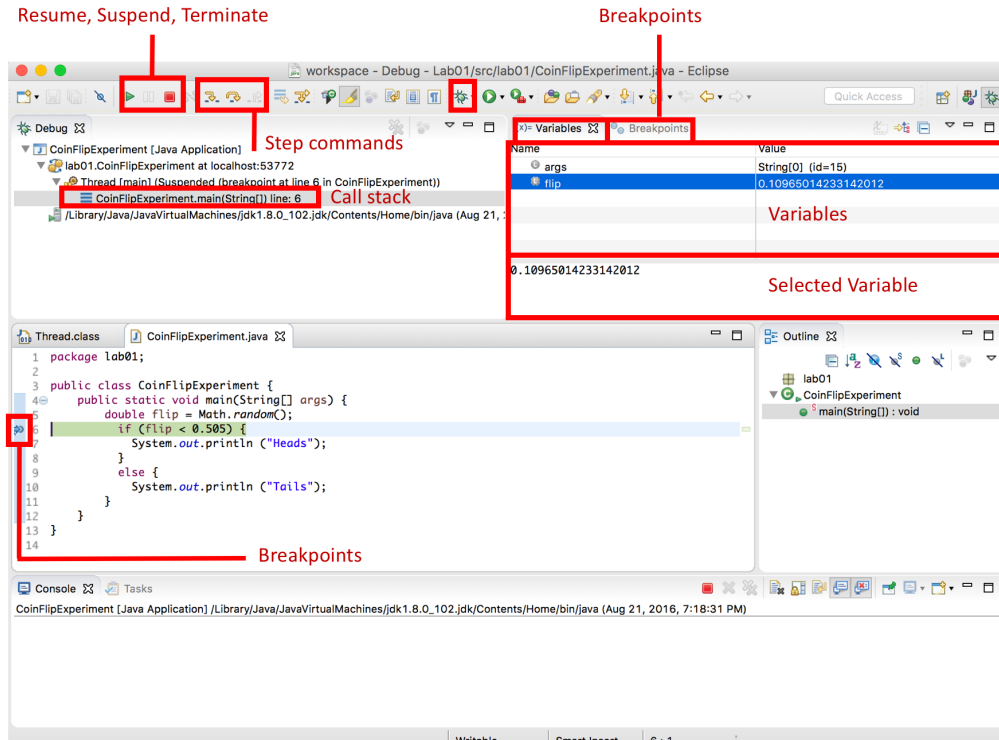 Resume, Suspend, Terminate
Breakpoints
workspace - Debug - Lab01/src/lab01/CoinFlipExperiment.java - Eclipse
Quick Access
Debug
Step commands
(x)= Variables
Breakpoints
CoinFlipExperiment [Java Application]
lab01.CoinFlipExperiment at localhost:53772
Thread [main] (Suspended (breakpoint at line 6 in CoinFlipExperiment))
CoinFlipExperiment.main(String[]) line: 6
Call stack
/Library/Java/JavaVirtualMachines/jdk1.8.0_102.jdk/Contents/Home/bin/java (Aug 21,
Name Value
args String[0] (id=15)
flip 0.10965014233142012
Variables
0.10965014233142012
Selected Variable
Thread.class
CoinFlipExperiment.java
1 package lab01;
2
3 public class CoinFlipExperiment {
4 public static void main(String[] args) {
5 double flip = Math.random();
6 if (flip < 0.505) {
7 System.out.println ("Heads");
8 }
9 else {
10 System.out.println ("Tails");
11 }
12 }
13 }
14
Breakpoints
Outline
lab01
CoinFlipExperiment
main(String[]) : void
Console
Tasks
CoinFlipExperiment [Java Application] /Library/Java/JavaVirtualMachines/jdk1.8.0_102.jdk/Contents/Home/bin/java (Aug 21, 2016, 7:18:31 PM)
Writable
Smart Insert
6 : 1